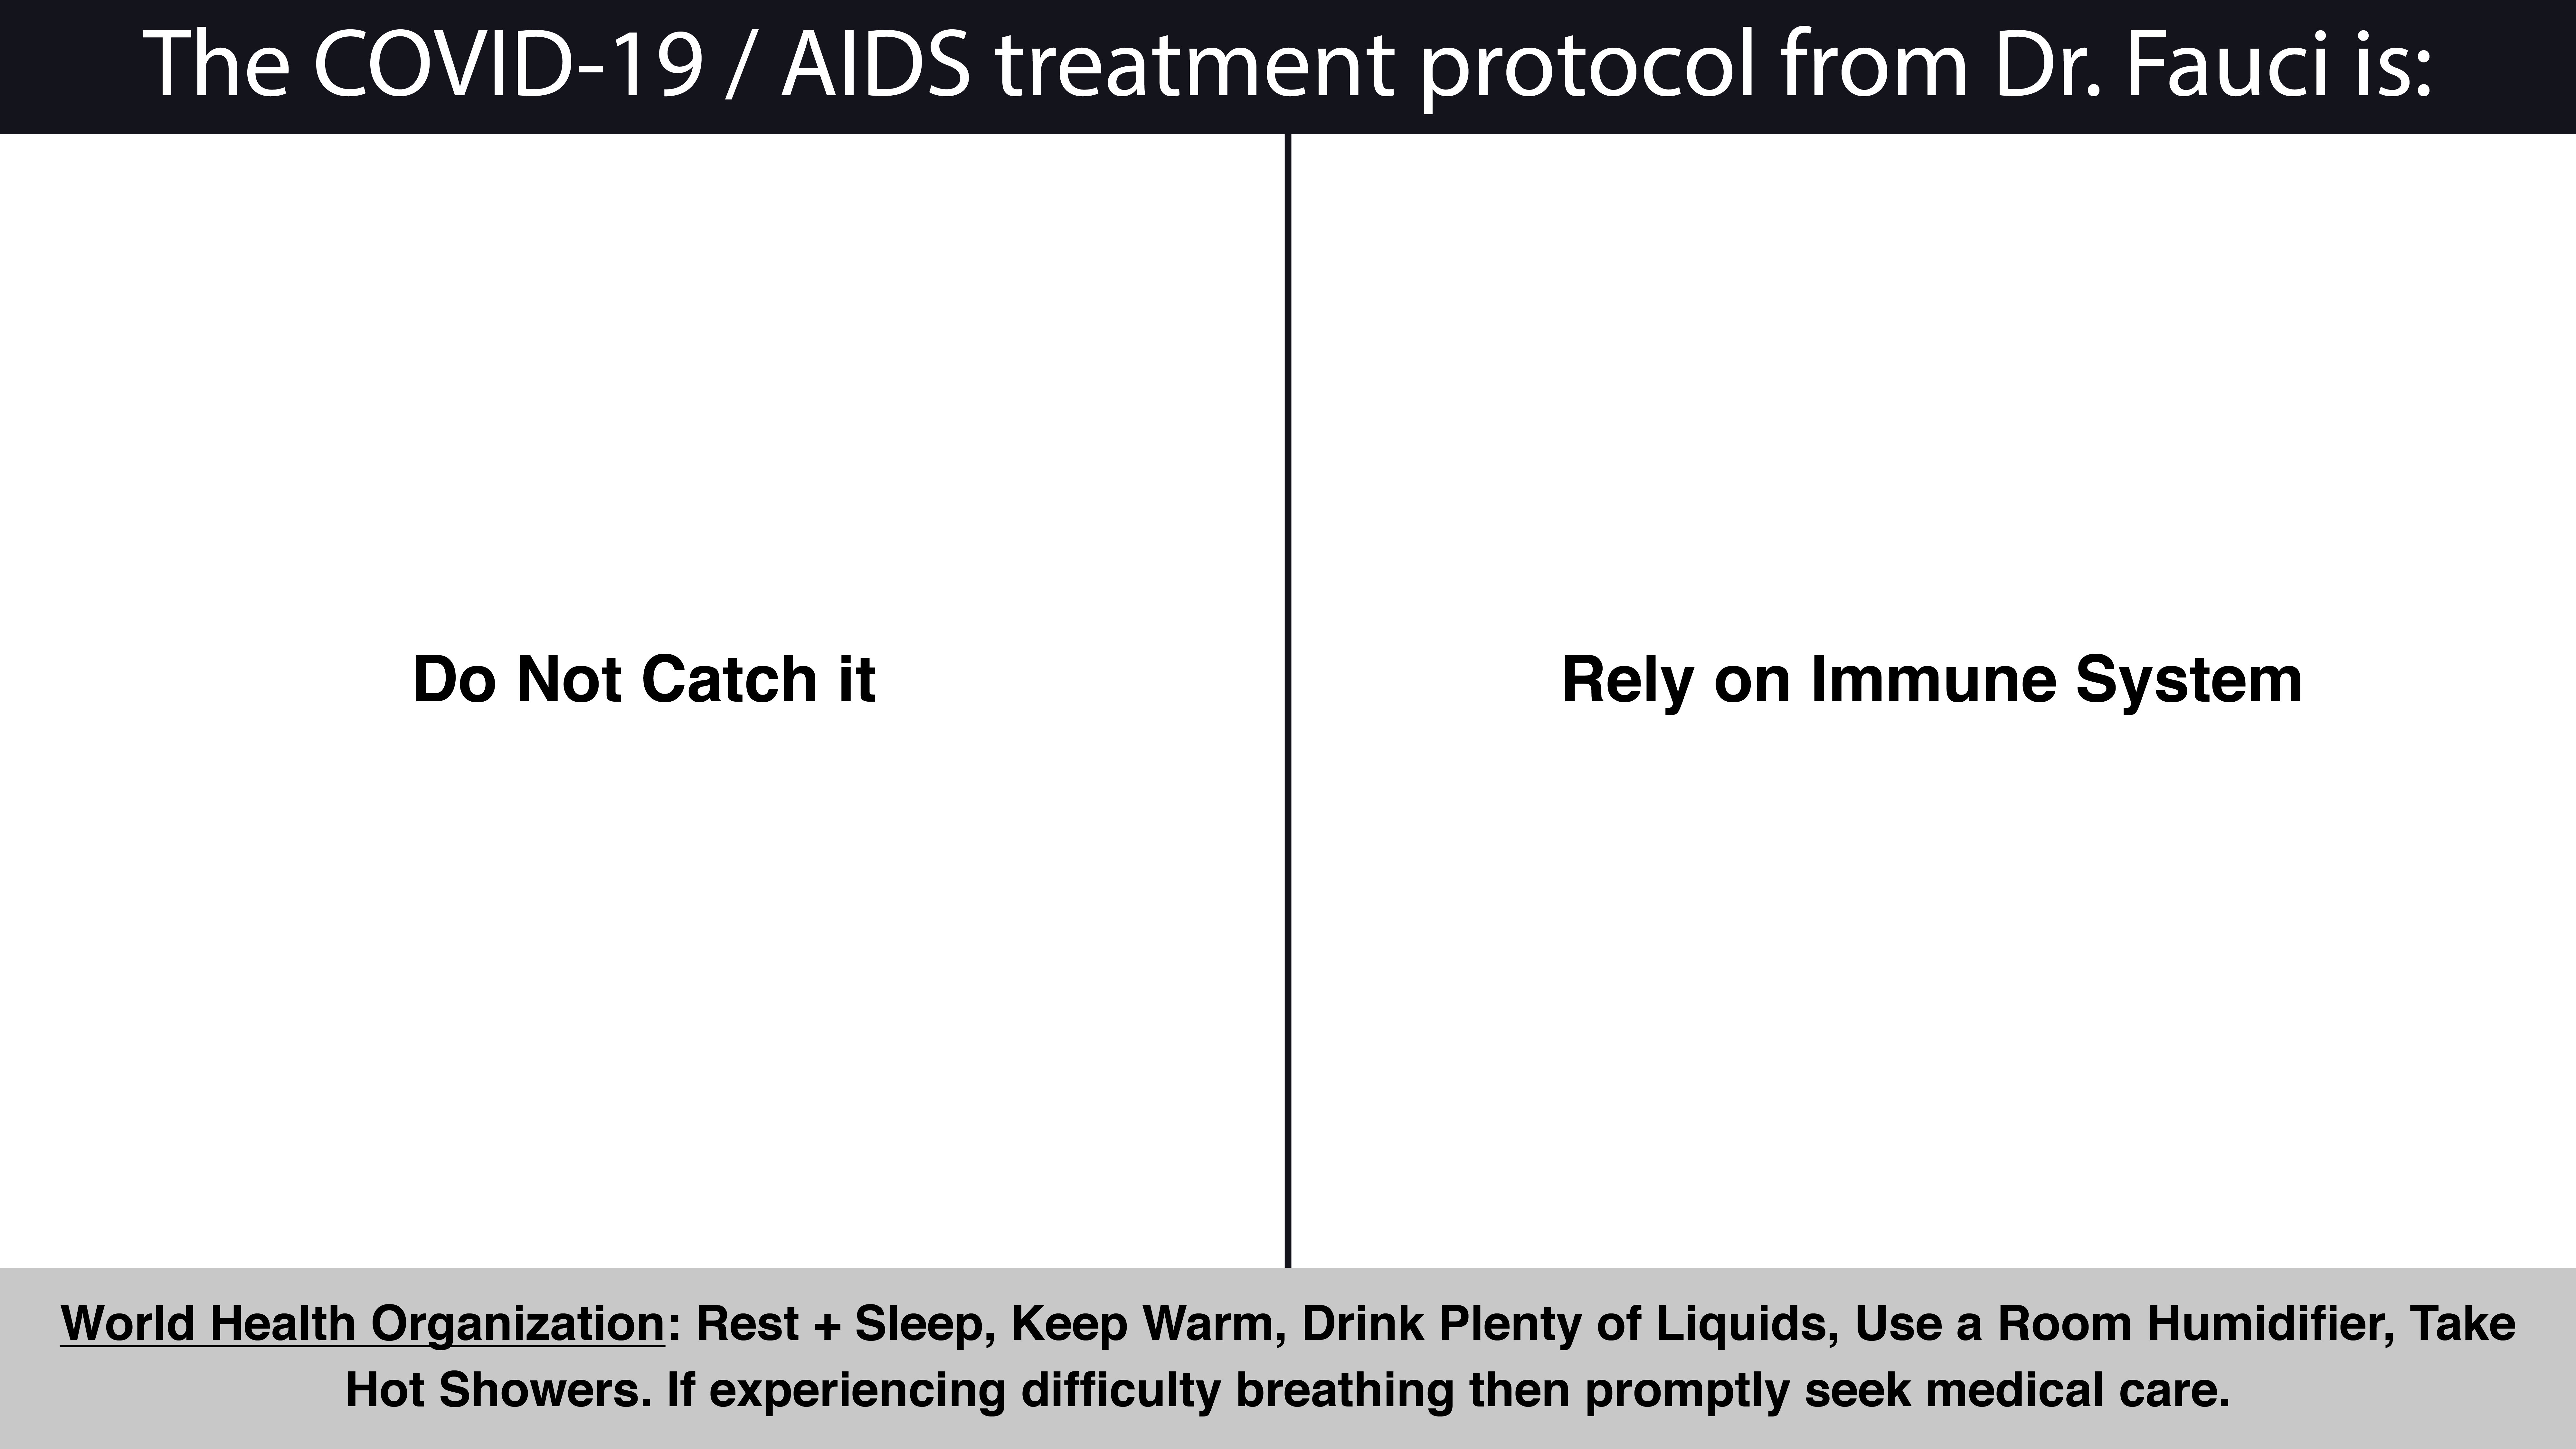 The COVID-19 / AIDS treatment protocol from Dr. Fauci is:
Do Not Catch it
Rely on Immune System
World Health Organization: Rest + Sleep, Keep Warm, Drink Plenty of Liquids, Use a Room Humidifier, Take
Hot Showers. If experiencing difficulty breathing then promptly seek medical care.